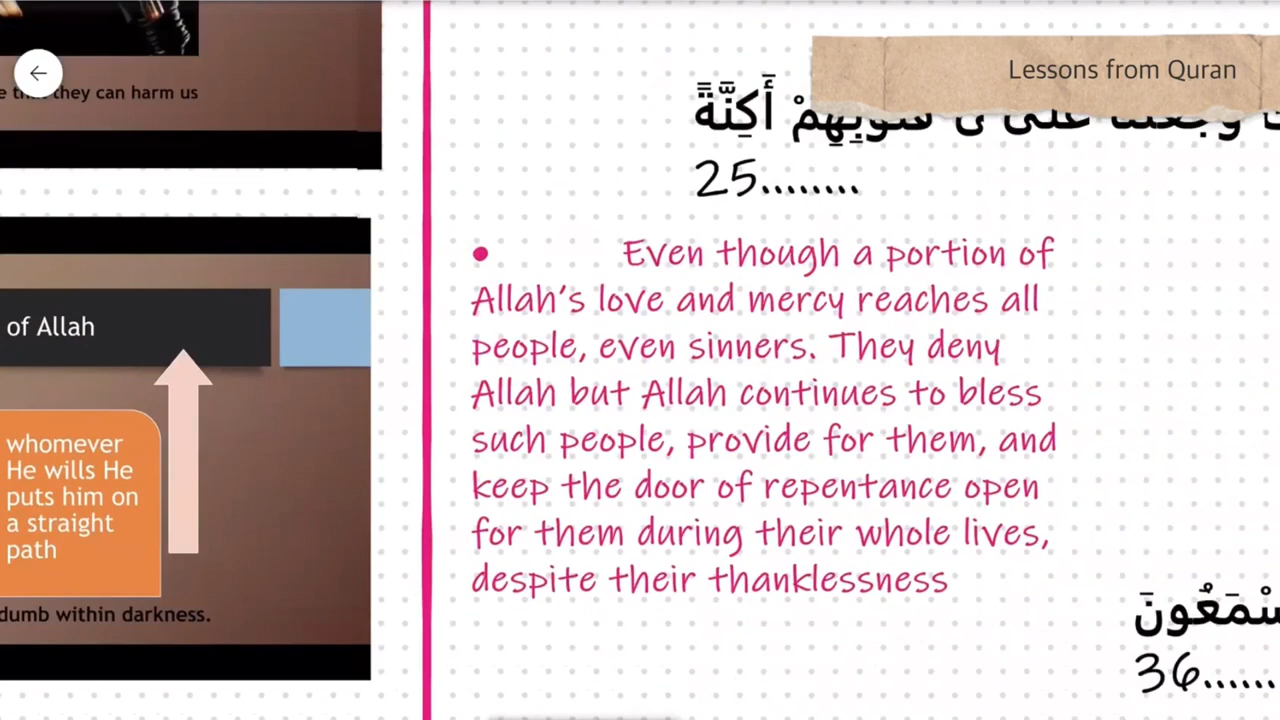 they can harm us
of Allah
whomever
He wills He
puts him on
a straight
path
dumb within darkness.
Lessons from Quran
أَكِنَّةً
25........
• Even though a portion of
Allah’s love and mercy reaches all
people, even sinners. They deny
Allah but Allah continues to bless
such people, provide for them, and
keep the door of repentance open
for them during their whole lives,
despite their thanklessness
36......